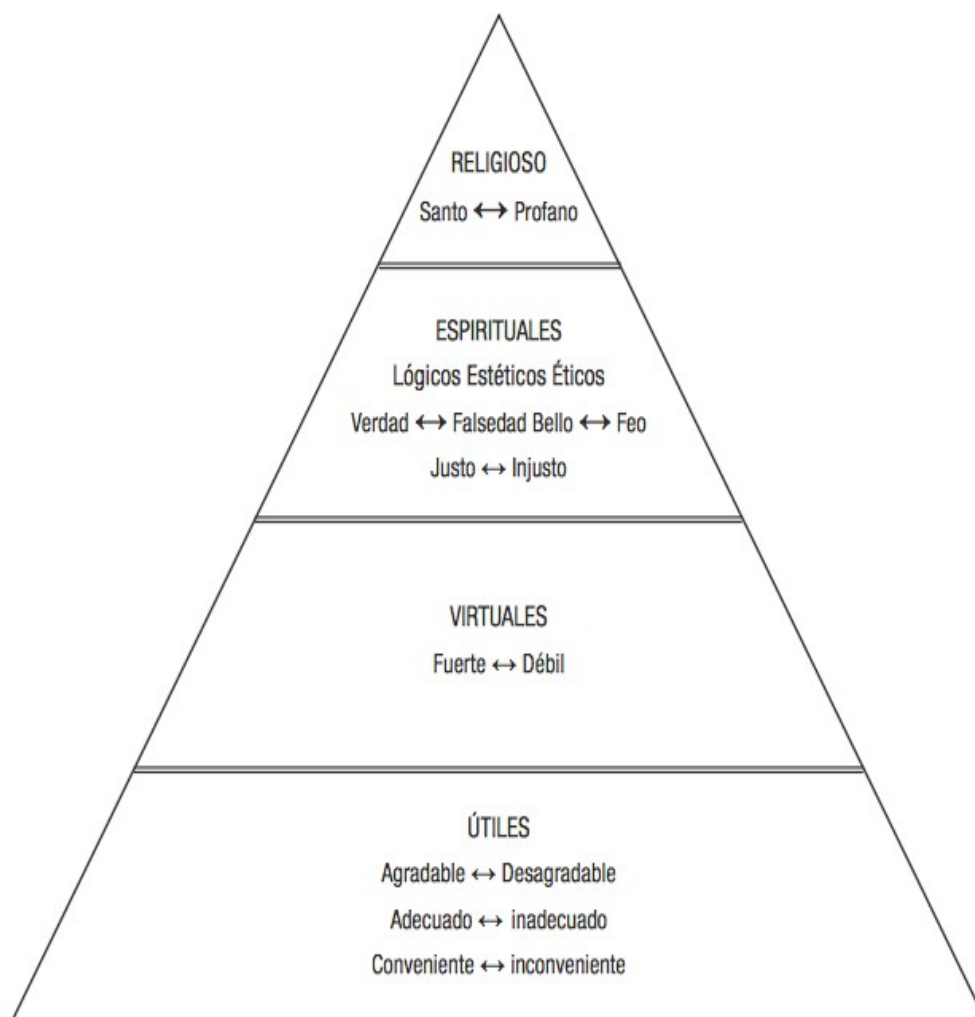 RELIGIOSO
Santo ↔ Profano
ESPIRITUALES
Lógicos Estéticos Éticos
Verdad ↔ Falsedad Bello ↔ Feo
Justo ↔ Injusto
VIRTUALES
Fuerte ↔ Débil
ÚTILES
Agradable ↔ Desagradable
Adecuado ↔ inadecuado
Conveniente ↔ inconveniente